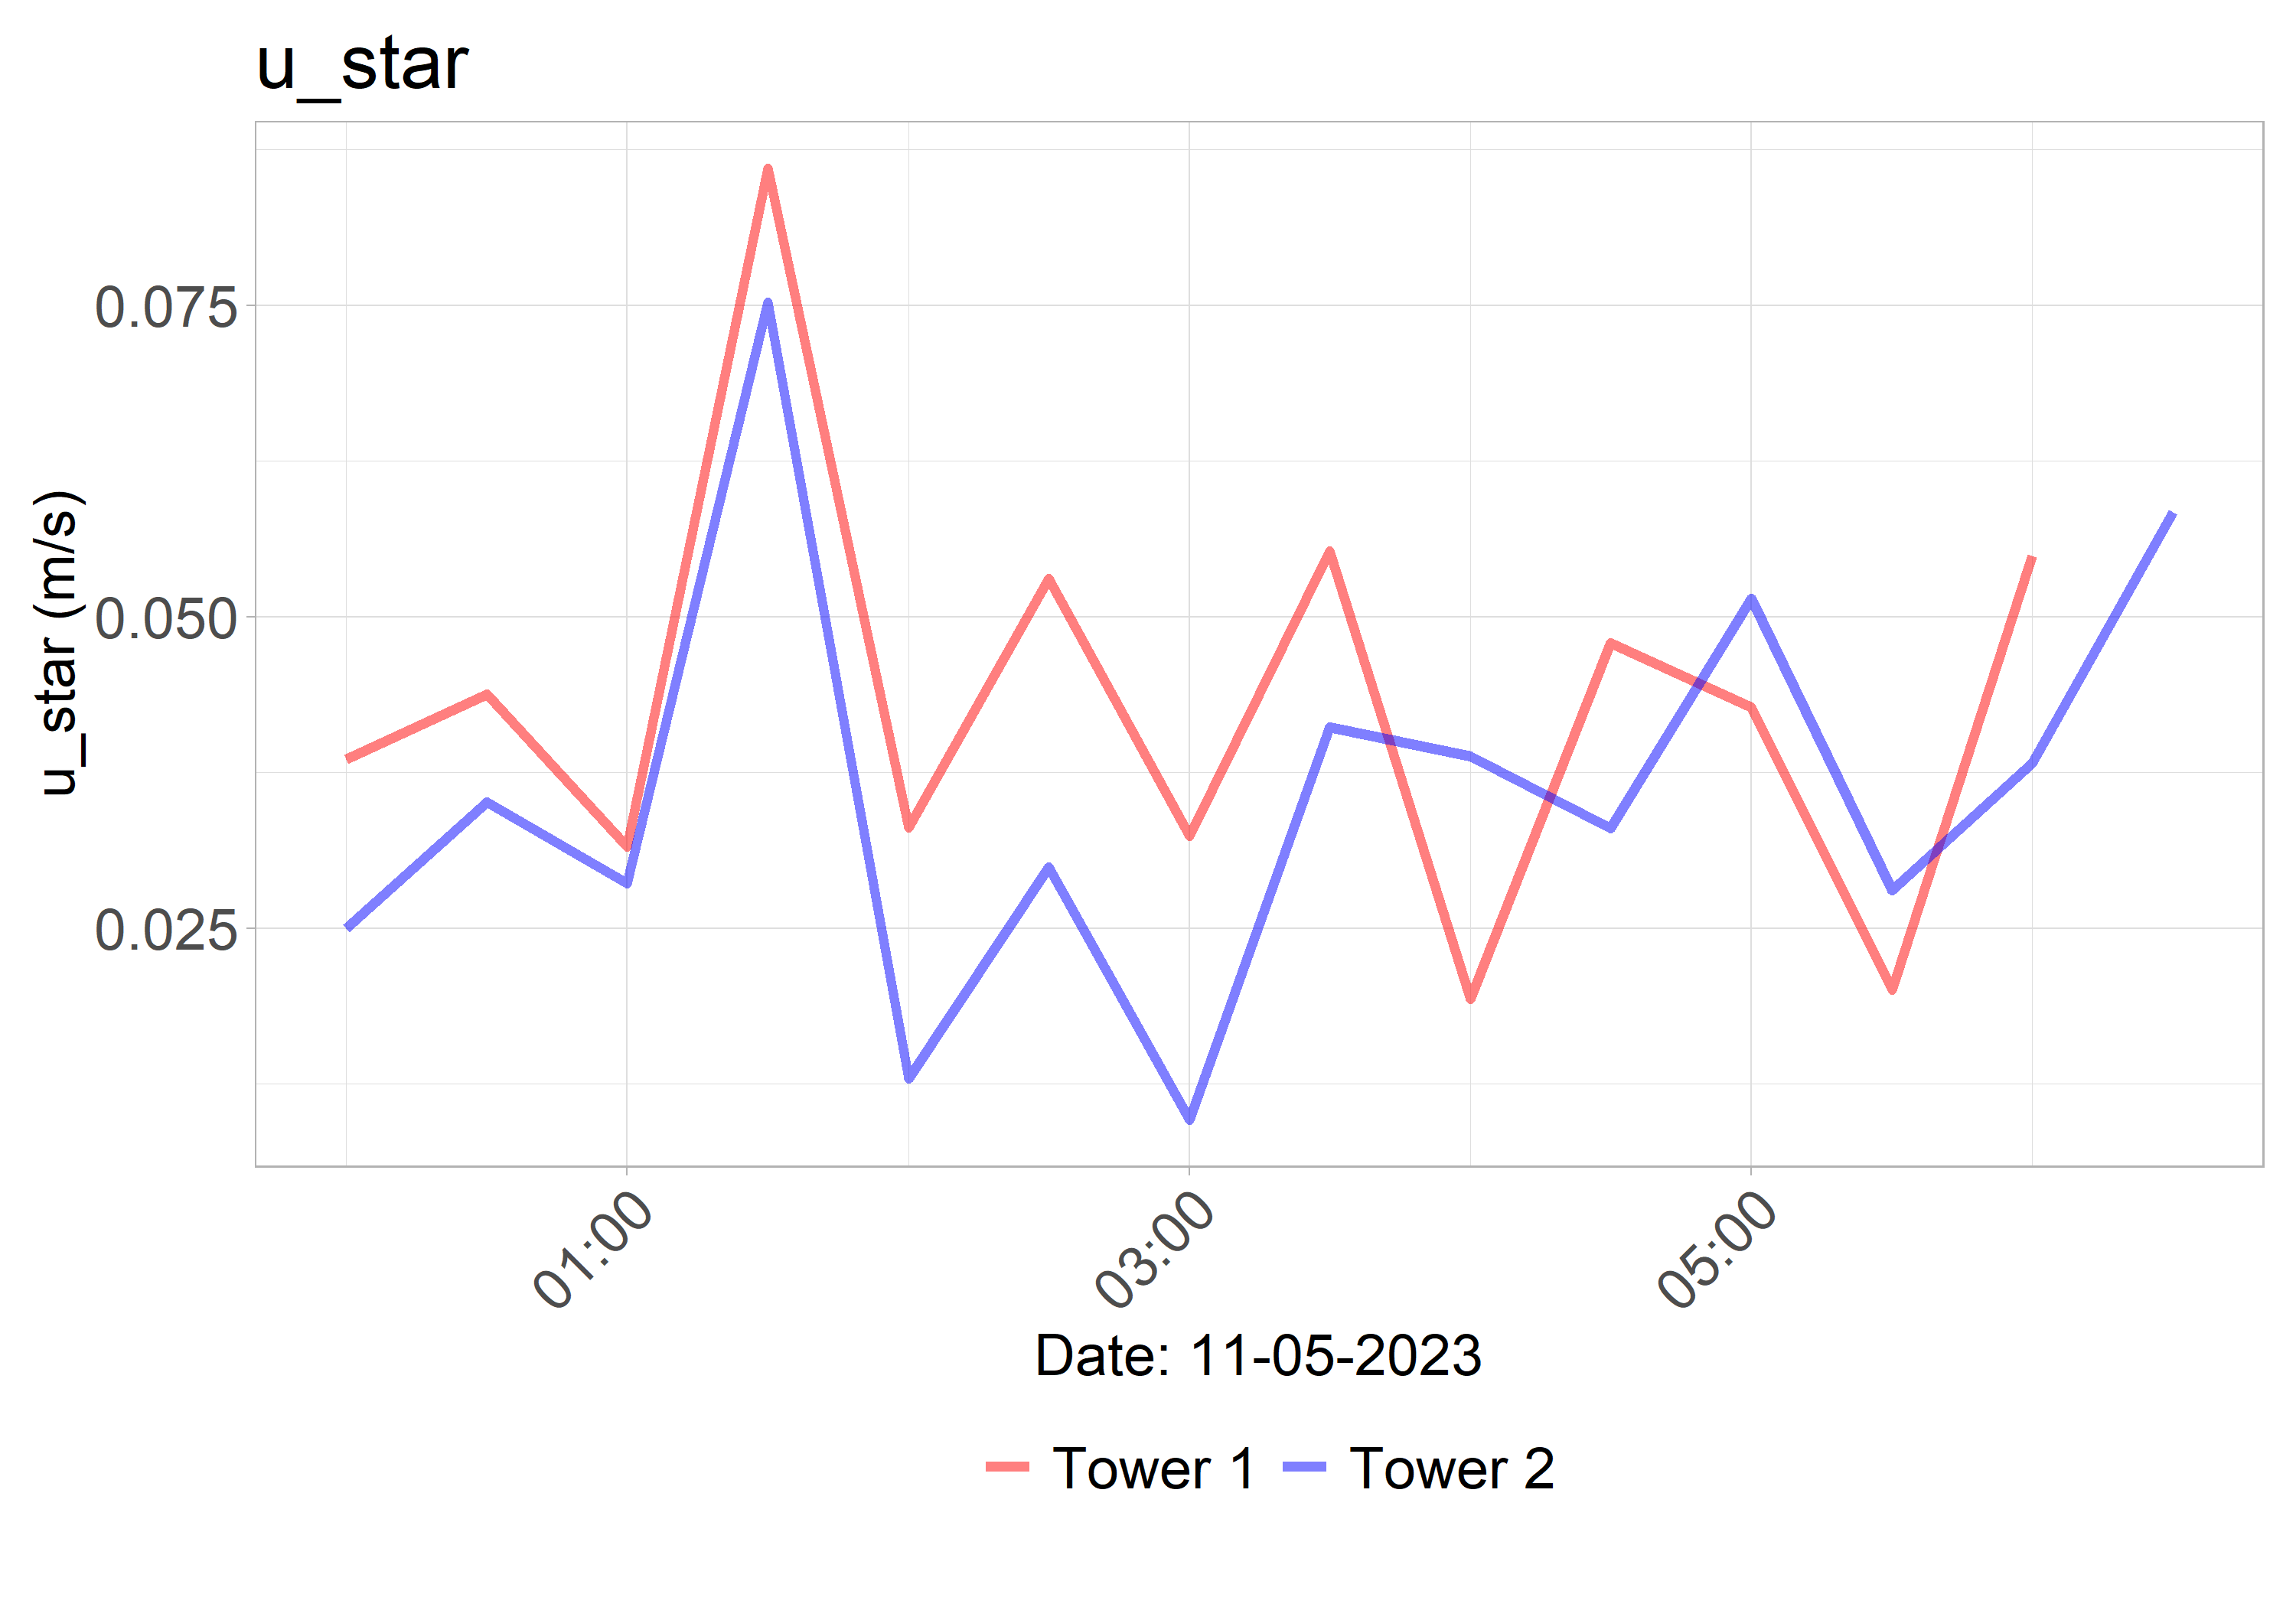 u_star
u_star (m/s)
0.075
0.050
0.025
01:00
03:00
05:00
Date: 11-05-2023
Tower 1
Tower 2